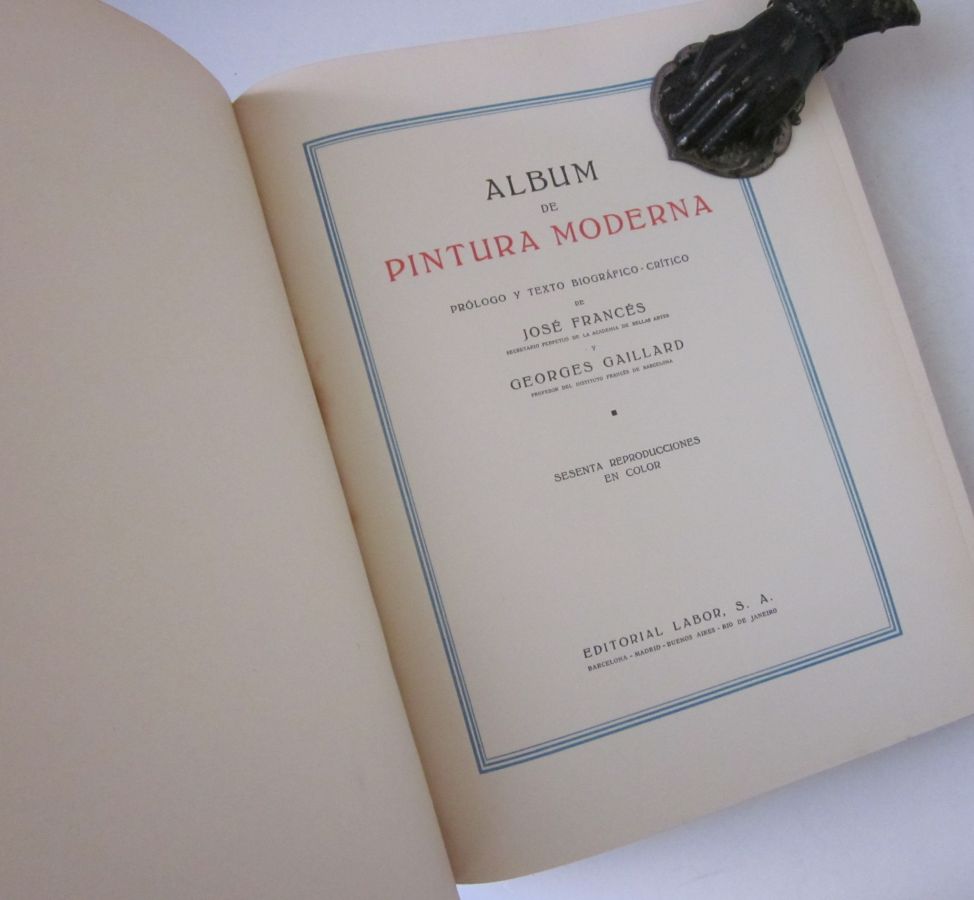 ALBUM
DE
PINTURA MODERNA
PRÓLOGO Y TEXTO BIOGRÁFICO-CRÍTICO
DE
JOSÉ FRANCÉS
SECRETARIO PERPETUO DE LA ACADEMIA DE BELLAS ARTES
Y
GEORGES GAILLARD
PROFESOR DEL INSTITUTO FRANCÉS DE BARCELONA
SESENTA REPRODUCCIONES
EN COLOR
EDITORIAL LABOR, S. A.
BARCELONA - MADRID - BUENOS AIRES - RIO DE JANEIRO